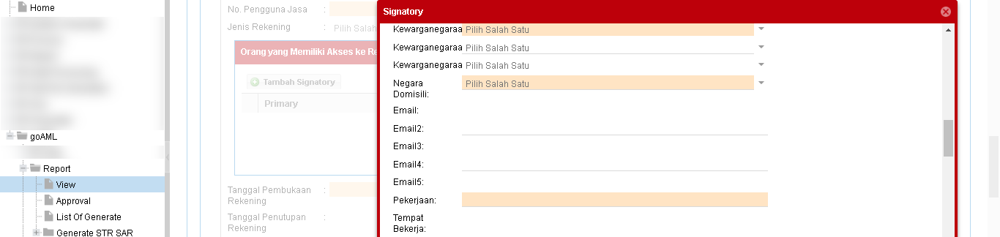 Home
goAML
Report
View
Approval
List Of Generate
Generate STR SAR
No. Pengguna Jasa :
Jenis Rekening : Pilih Salah
Orang yang Memiliki Akses ke Re
Tambah Signatory
Primary
Tanggal Pembukaan :
Rekening
Tanggal Penutupan :
Rekening
Signatory
Kewarganegaraa Pilih Salah Satu
Kewarganegaraa Pilih Salah Satu
Kewarganegaraa Pilih Salah Satu
Negara Pilih Salah Satu
Domisili:
Email:
Email2:
Email3:
Email4:
Email5:
Pekerjaan:
Tempat
Bekerja: